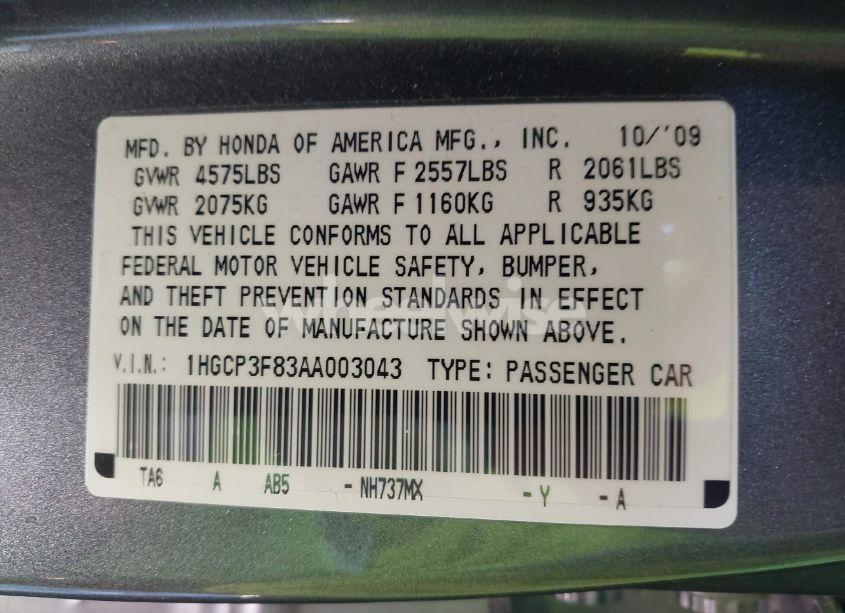 MFD. BY HONDA OF AMERICA MFG., INC. 10/'09
GVWR 4575LBS GAWR F 2557LBS R 2061LBS
GVWR 2075KG GAWR F 1160KG R 935KG
THIS VEHICLE CONFORMS TO ALL APPLICABLE
FEDERAL MOTOR VEHICLE SAFETY, BUMPER,
AND THEFT PREVENTION STANDARDS IN EFFECT
ON THE DATE OF MANUFACTURE SHOWN ABOVE.
wheelwise
V.I.N.: 1HGCP3F83AA003043 TYPE: PASSENGER CAR
TA6 A AB5 - NH737MX - Y - A